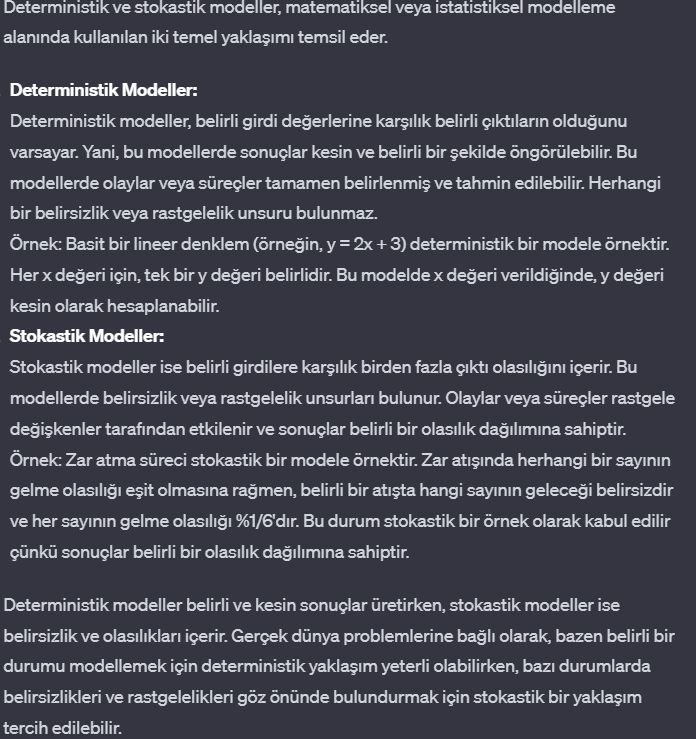 Deterministik ve stokastik modeller, matematiksel veya istatistiksel modelleme
alanında kullanılan iki temel yaklaşımı temsil eder.
Deterministik Modeller:
Deterministik modeller, belirli girdi değerlerine karşılık belirli çıktıların olduğunu
varsayar. Yani, bu modellerde sonuçlar kesin ve belirli bir şekilde öngörülebilir. Bu
modellerde olaylar veya süreçler tamamen belirlenmiş ve tahmin edilebilir. Herhangi
bir belirsizlik veya rastgelelik unsuru bulunmaz.
Örnek: Basit bir lineer denklem (örneğin, y = 2x + 3) deterministik bir modele örnektir.
Her x değeri için, tek bir y değeri belirlidir. Bu modelde x değeri verildiğinde, y değeri
kesin olarak hesaplanabilir.
Stokastik Modeller:
Stokastik modeller ise belirli girdilere karşılık birden fazla çıktı olasılığını içerir. Bu
modellerde belirsizlik veya rastgelelik unsurları bulunur. Olaylar veya süreçler rastgele
değişkenler tarafından etkilenir ve sonuçlar belirli bir olasılık dağılımına sahiptir.
Örnek: Zar atma süreci stokastik bir modele örnektir. Zar atışında herhangi bir sayının
gelme olasılığı eşit olmasına rağmen, belirli bir atışta hangi sayının geleceği belirsizdir
ve her sayının gelme olasılığı %1/6'dır. Bu durum stokastik bir örnek olarak kabul edilir
çünkü sonuçlar belirli bir olasılık dağılımına sahiptir.
Deterministik modeller belirli ve kesin sonuçlar üretirken, stokastik modeller ise
belirsizlik ve olasılıkları içerir. Gerçek dünya problemlerine bağlı olarak, bazen belirli bir
durumu modellemek için deterministik yaklaşım yeterli olabilirken, bazı durumlarda
belirsizlikleri ve rastgelelikleri göz önünde bulundurmak için stokastik bir yaklaşım
tercih edilebilir.